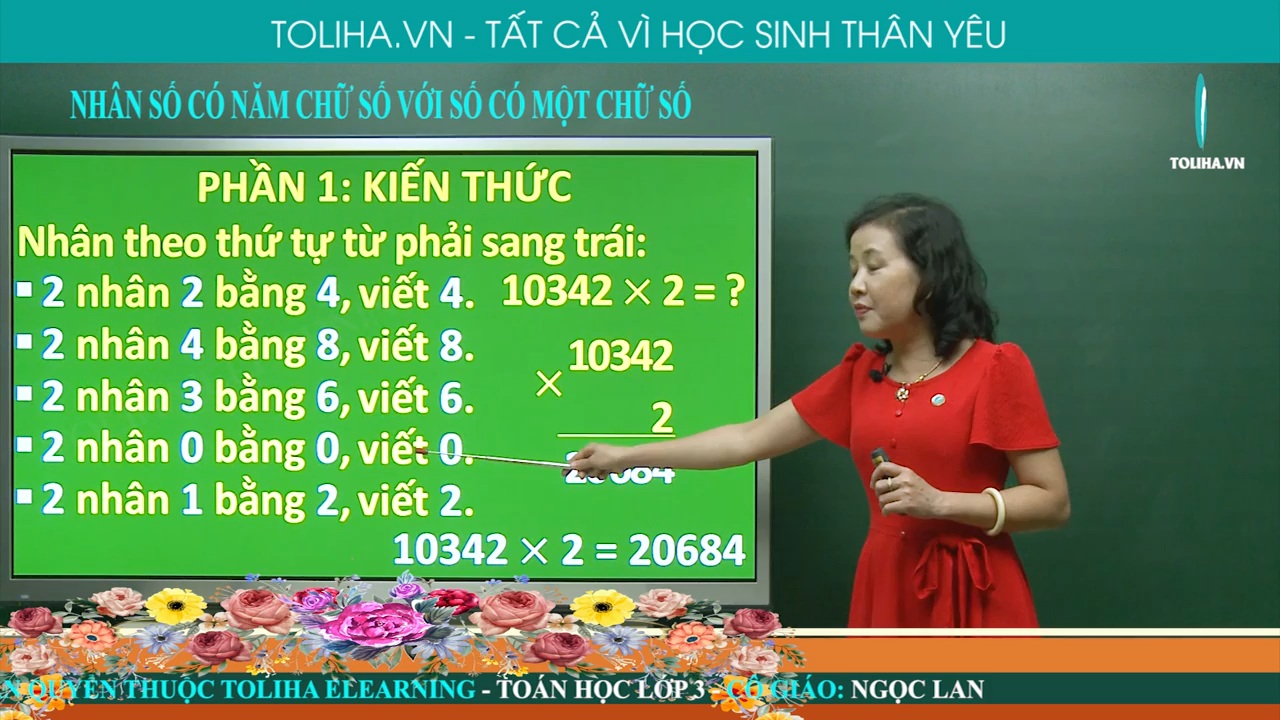 TOLIHA.VN - TẤT CẢ VÌ HỌC SINH THÂN YÊU
NHÂN SỐ CÓ NĂM CHỮ SỐ VỚI SỐ CÓ MỘT CHỮ SỐ
TOLIHA.VN
PHẦN 1: KIẾN THỨC
Nhân theo thứ tự từ phải sang trái:
▪ 2 nhân 2 bằng 4, viết 4.
10342 × 2 = ?
▪ 2 nhân 4 bằng 8, viết 8.
10342
▪ 2 nhân 3 bằng 6, viết 6.
×
2
▪ 2 nhân 0 bằng 0, viết 0.
20684
▪ 2 nhân 1 bằng 2, viết 2.
10342 × 2 = 20684
N QUYỀN THUỘC TOLIHA ELEARNING - TOÁN HỌC LỚP 3 - CÔ GIÁO: NGỌC LAN